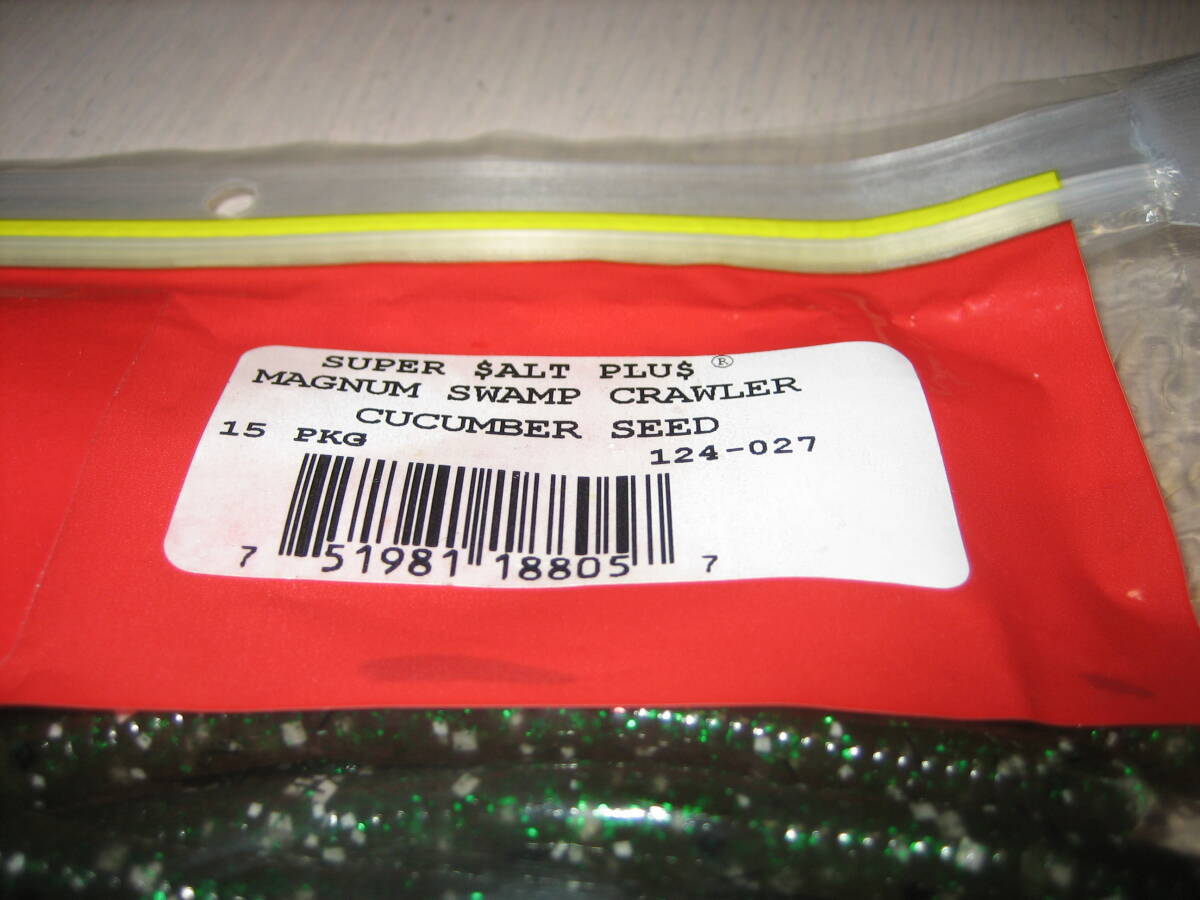 SUPER $ALT PLU$ ®
MAGNUM SWAMP CRAWLER
CUCUMBER SEED
15 PKG 124-027
7 51981 18805 7